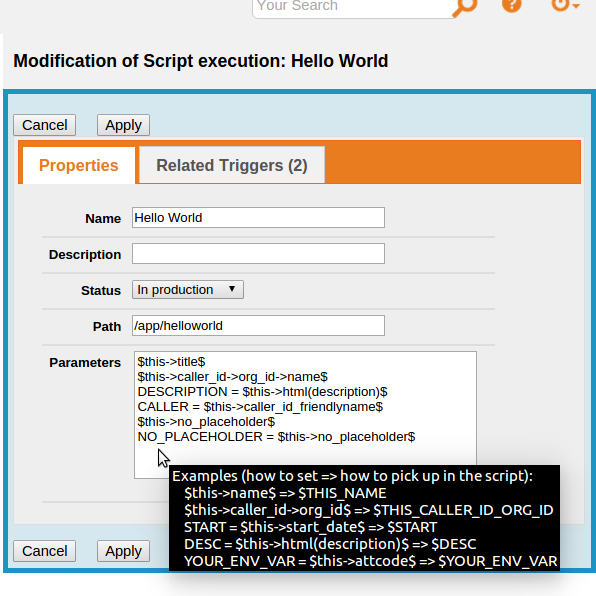 Your Search
?
Modification of Script execution: Hello World
Cancel Apply
Properties Related Triggers (2)
Name Hello World
Description
Status In production
Path /app/helloworld
Parameters $this->title$
$this->caller_id->org_id->name$
DESCRIPTION = $this->html(description)$
CALLER = $this->caller_id_friendlyname$
$this->no_placeholder$
NO_PLACEHOLDER = $this->no_placeholder$
Examples (how to set => how to pick up in the script):
$this->name$ => $THIS_NAME
$this->caller_id->org_id$ => $THIS_CALLER_ID_ORG_ID
START = $this->start_date$ => $START
DESC = $this->html(description)$ => $DESC
YOUR_ENV_VAR = $this->attcode$ => $YOUR_ENV_VAR
Cancel Apply